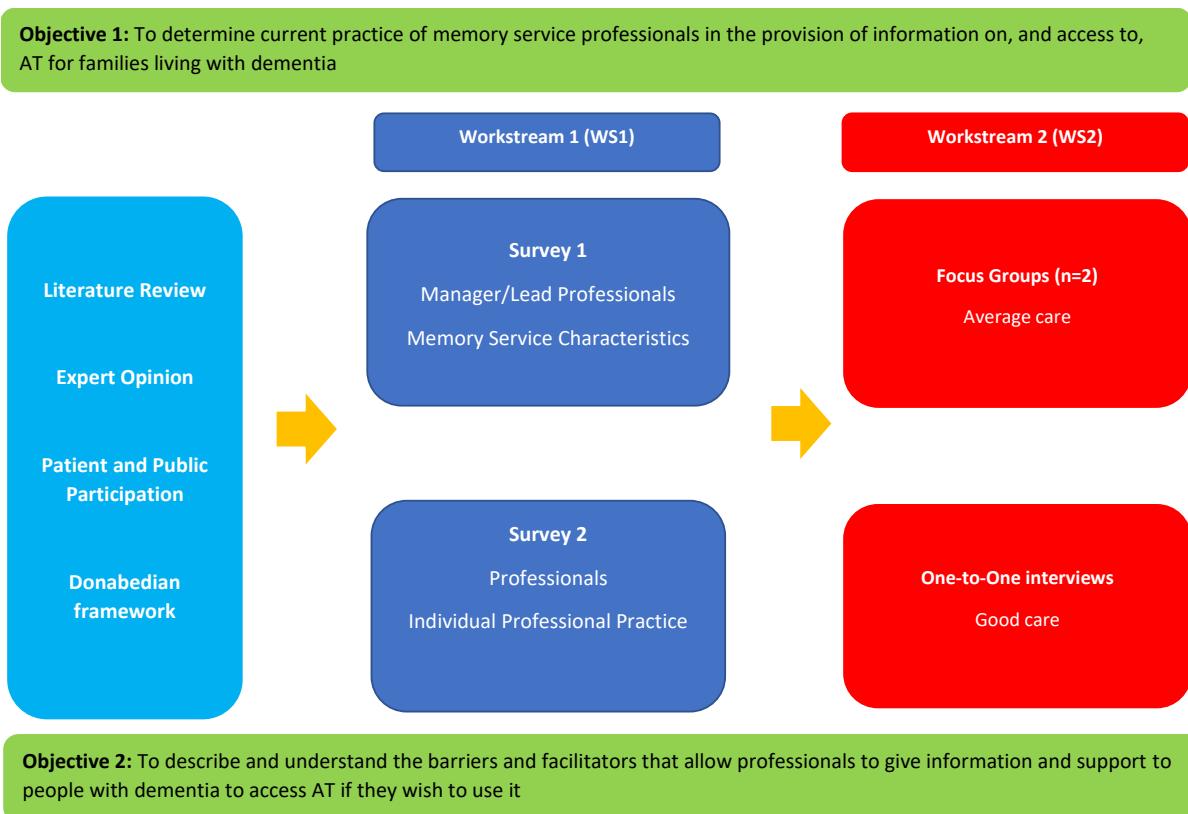 Objective 1: To determine current practice of memory service professionals in the provision of information on, and access to,
AT for families living with dementia
Workstream 1 (WS1)
Workstream 2 (WS2)
Literature Review
Expert Opinion
Patient and Public
Participation
Donabedian
framework
Survey 1
Manager/Lead Professionals
Memory Service Characteristics
Survey 2
Professionals
Individual Professional Practice
Focus Groups (n=2)
Average care
One-to-One interviews
Good care
Objective 2: To describe and understand the barriers and facilitators that allow professionals to give information and support to
people with dementia to access AT if they wish to use it